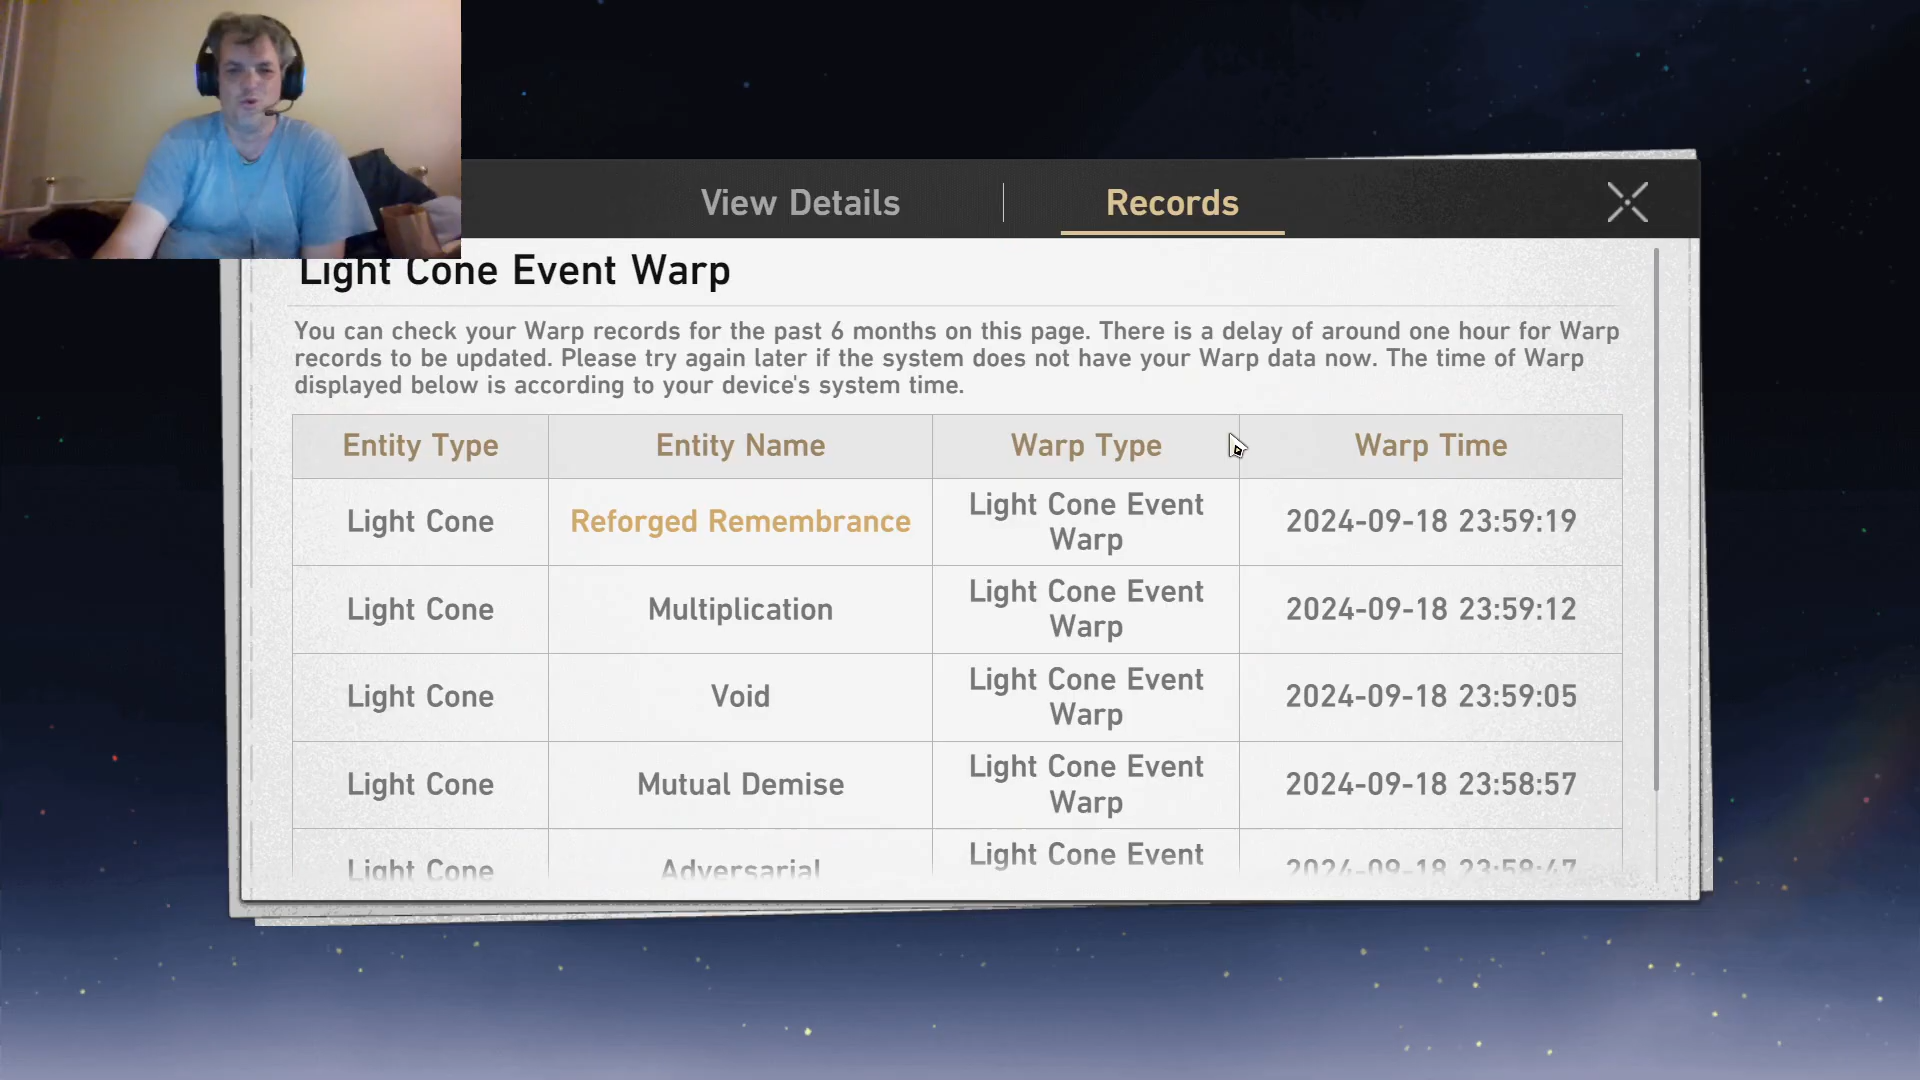 View Details
Records
Light Cone Event Warp
You can check your Warp records for the past 6 months on this page. There is a delay of around one hour for Warp
records to be updated. Please try again later if the system does not have your Warp data now. The time of Warp
displayed below is according to your device's system time.
Entity Type Entity Name Warp Type Warp Time
Light Cone Reforged Remembrance Light Cone Event Warp 2024-09-18 23:59:19
Light Cone Multiplication Light Cone Event Warp 2024-09-18 23:59:12
Light Cone Void Light Cone Event Warp 2024-09-18 23:59:05
Light Cone Mutual Demise Light Cone Event Warp 2024-09-18 23:58:57
Light Cone Adversarial Light Cone Event 2024-09-18 23:58:47